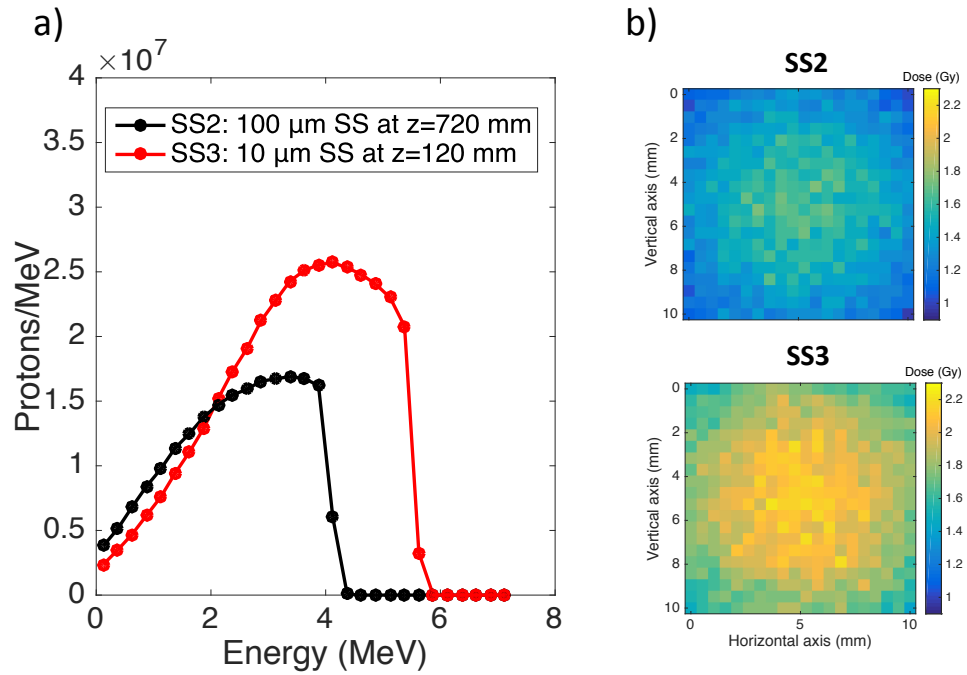 a)
×10⁷
4
3.5
3
2.5
2
1.5
1
0.5
0
Protons/MeV
SS2: 100 µm SS at z=720 mm
SS3: 10 µm SS at z=120 mm
0 2 4 6 8
Energy (MeV)
b)
SS2
Dose (Gy)
0
2
4
6
8
10
Vertical axis (mm)
0 5 10
2.2
2
1.8
1.6
1.4
1.2
1
SS3
Dose (Gy)
0
2
4
6
8
10
Vertical axis (mm)
0 5 10
Horizontal axis (mm)
2.2
2
1.8
1.6
1.4
1.2
1